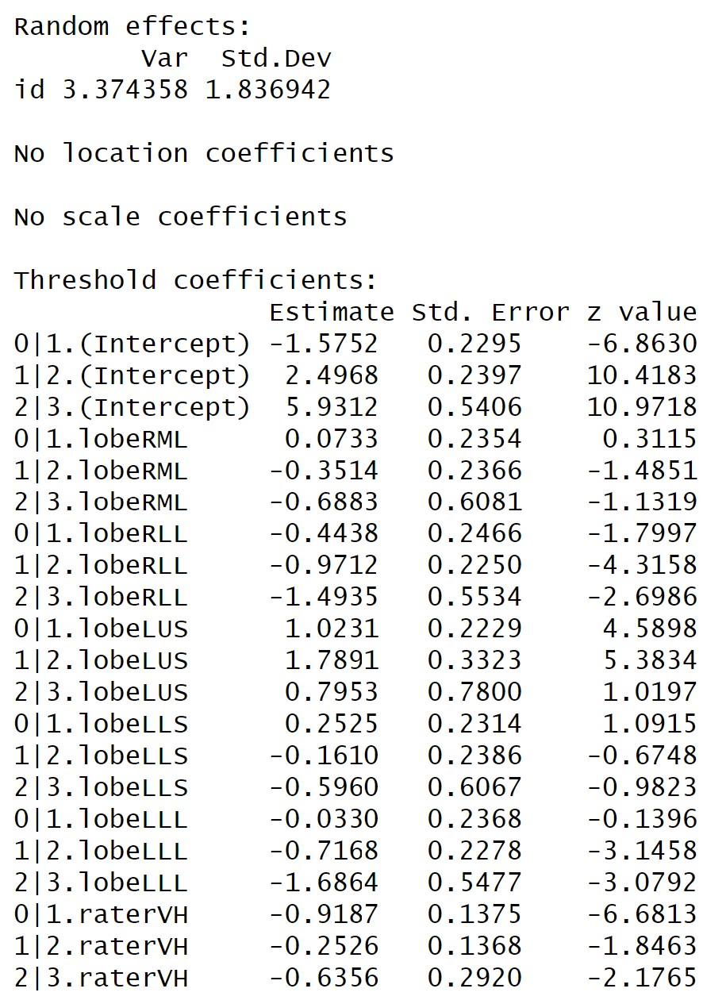 Random effects:
Var Std.Dev
id 3.374358 1.836942
No location coefficients
No scale coefficients
Threshold coefficients:
Estimate Std. Error z value
0|1.(Intercept) -1.5752 0.2295 -6.8630
1|2.(Intercept) 2.4968 0.2397 10.4183
2|3.(Intercept) 5.9312 0.5406 10.9718
0|1.lobeRML 0.0733 0.2354 0.3115
1|2.lobeRML -0.3514 0.2366 -1.4851
2|3.lobeRML -0.6883 0.6081 -1.1319
0|1.lobeRLL -0.4438 0.2466 -1.7997
1|2.lobeRLL -0.9712 0.2250 -4.3158
2|3.lobeRLL -1.4935 0.5534 -2.6986
0|1.lobeLUS 1.0231 0.2229 4.5898
1|2.lobeLUS 1.7891 0.3323 5.3834
2|3.lobeLUS 0.7953 0.7800 1.0197
0|1.lobeLLS 0.2525 0.2314 1.0915
1|2.lobeLLS -0.1610 0.2386 -0.6748
2|3.lobeLLS -0.5960 0.6067 -0.9823
0|1.lobeLLL -0.0330 0.2368 -0.1396
1|2.lobeLLL -0.7168 0.2278 -3.1458
2|3.lobeLLL -1.6864 0.5477 -3.0792
0|1.raterVH -0.9187 0.1375 -6.6813
1|2.raterVH -0.2526 0.1368 -1.8463
2|3.raterVH -0.6356 0.2920 -2.1765